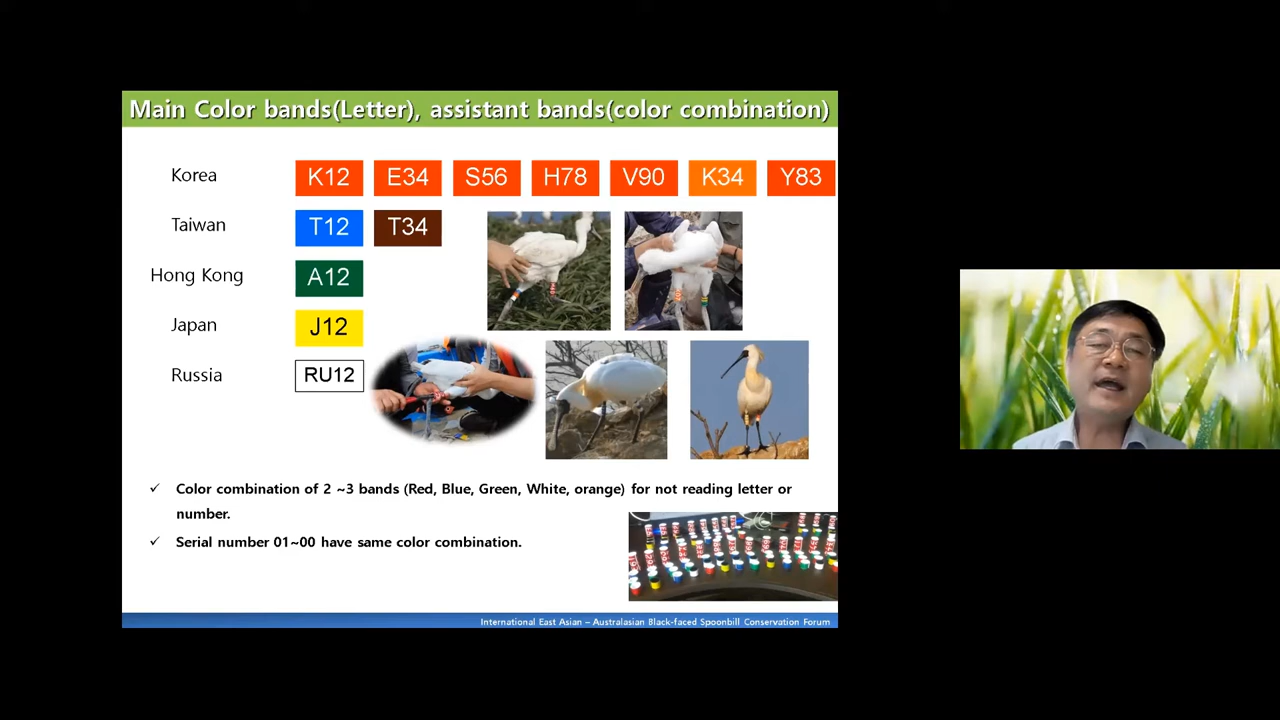 Main Color bands(Letter), assistant bands(color combination)
Korea K12 E34 S56 H78 V90 K34 Y83
Taiwan T12 T34
Hong Kong A12
Japan J12
Russia RU12
✓ Color combination of 2 ~3 bands (Red, Blue, Green, White, orange) for not reading letter or
number.
✓ Serial number 01~00 have same color combination.
International East Asian – Australasian Black-faced Spoonbill Conservation Forum